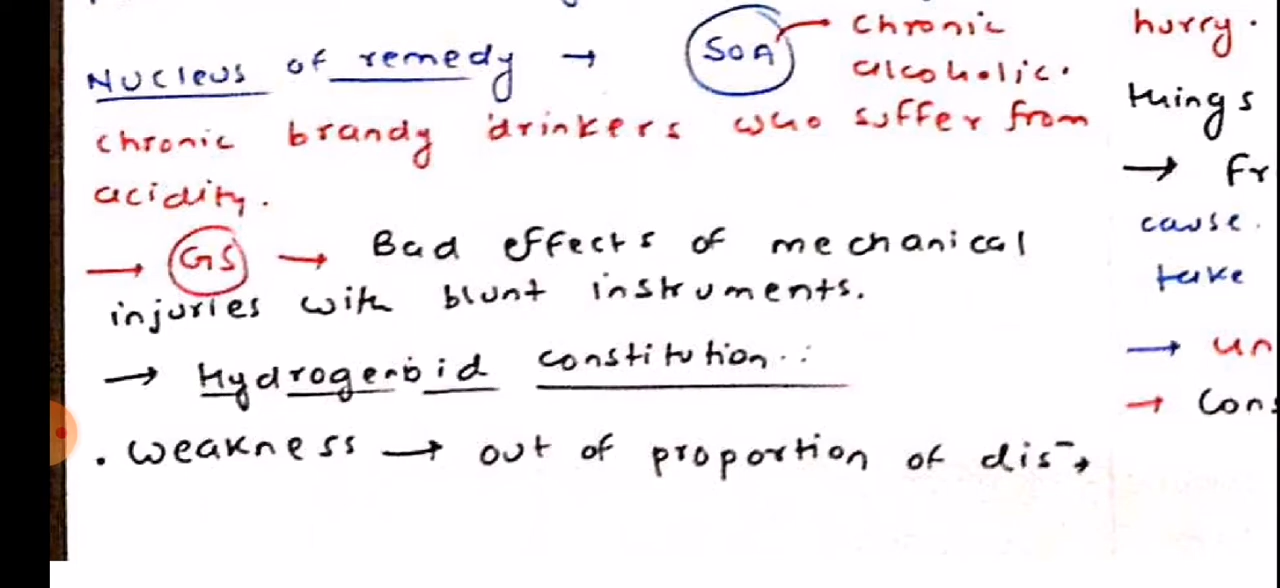 Nucleus of remedy → SOA → chronic
alcoholic.
chronic brandy drinkers who suffer from
acidity.
→ GS → Bad effects of mechanical
injuries with blunt instruments.
→ Hydrogenoid constitution..:
. weakness → out of proportion of dis⁻→
hurry.
things
→ Fr
cause.
take
→ un
→ Cons